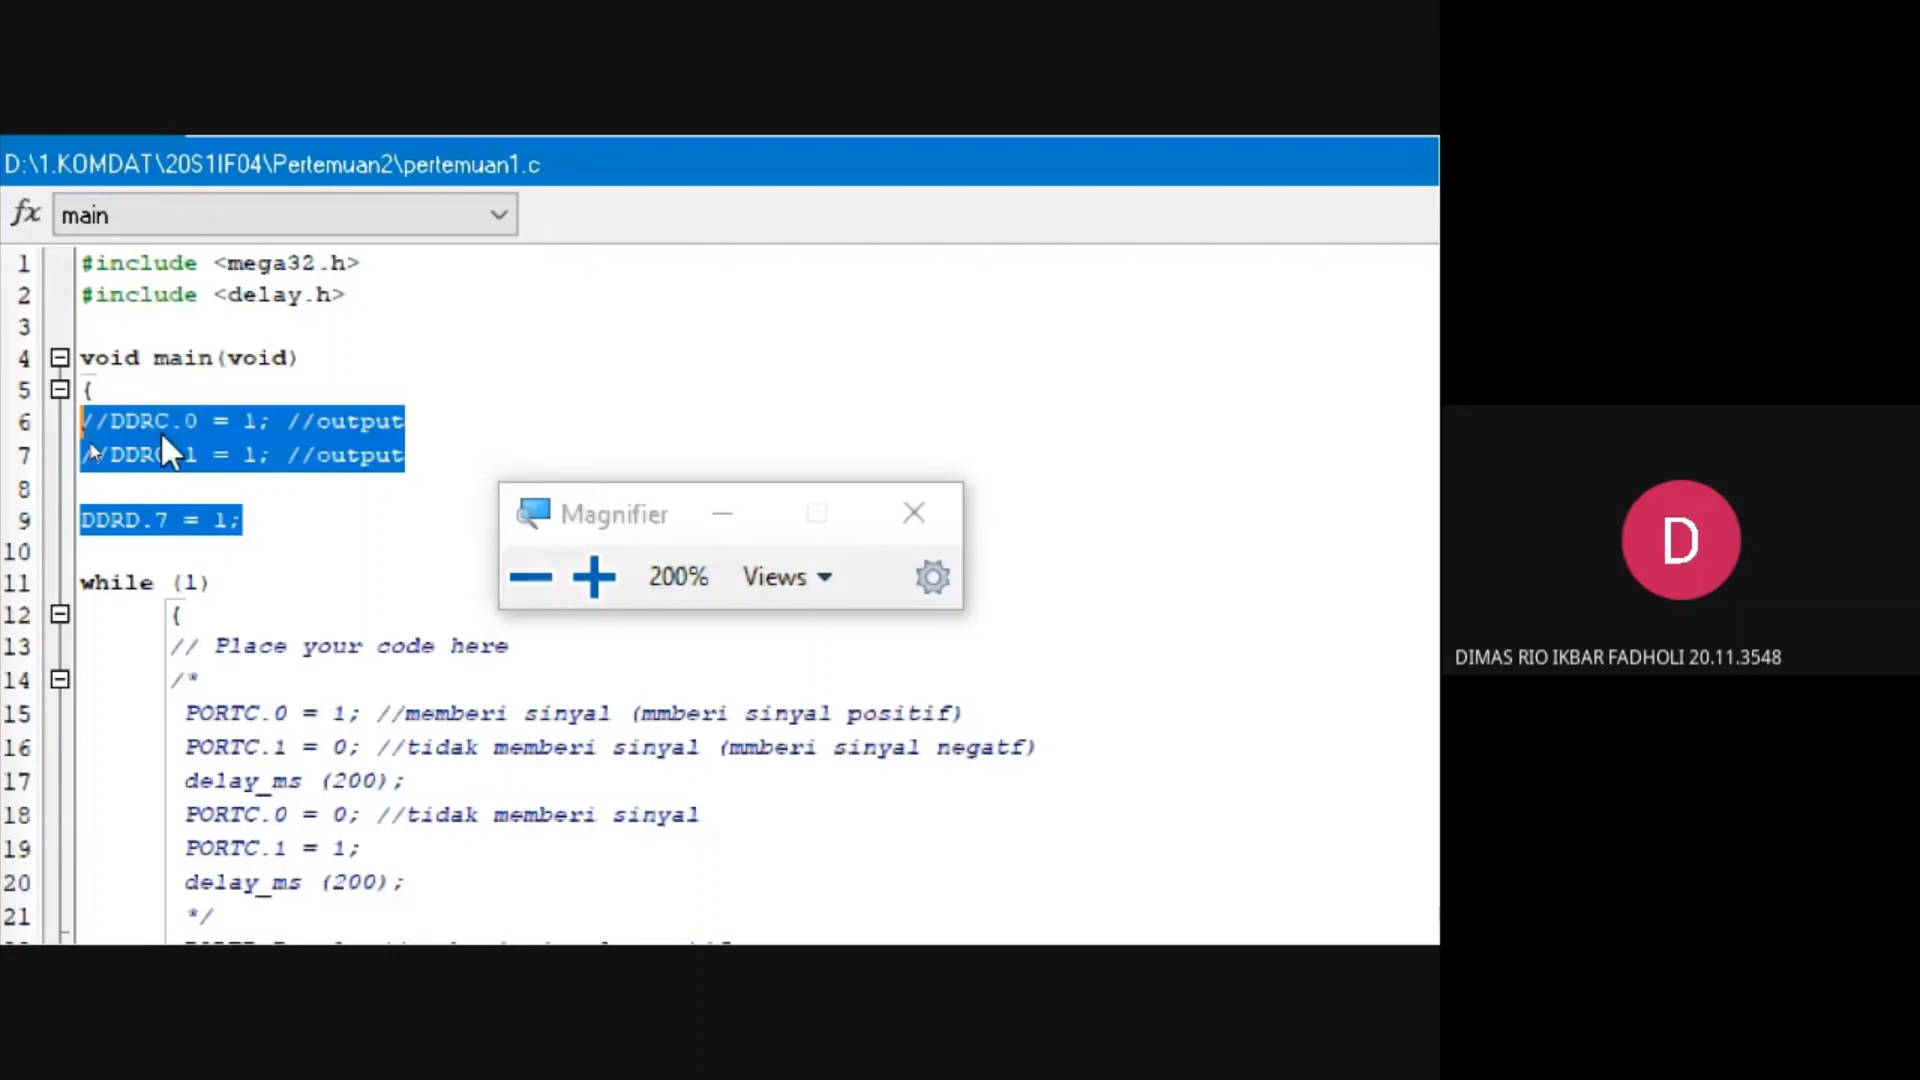 D:\1.KOMDAT\20S1IF04\Pertemuan2\pertemuan1.c
fx main
1 #include <mega32.h>
2 #include <delay.h>
3
4 void main(void)
5 {
6 //DDRC.0 = 1; //output
7 //DDRC.1 = 1; //output
8
9 DDRD.7 = 1;
10
11 while (1)
12 {
13 // Place your code here
14 /*
15 PORTC.0 = 1; //memberi sinyal (mmberi sinyal positif)
16 PORTC.1 = 0; //tidak memberi sinyal (mmberi sinyal negatf)
17 delay_ms (200);
18 PORTC.0 = 0; //tidak memberi sinyal
19 PORTC.1 = 1;
20 delay_ms (200);
21 */
Magnifier
200% Views
D
DIMAS RIO IKBAR FADHOLI 20.11.3548